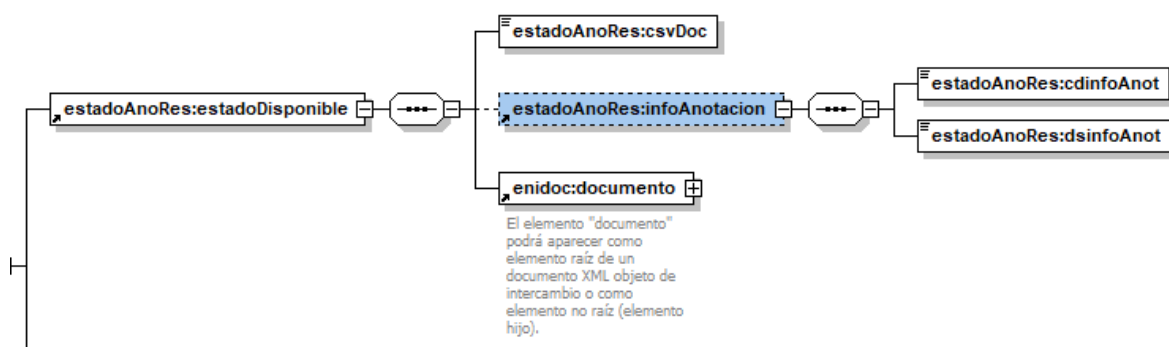 estadoAnoRes:csvDoc
estadoAnoRes:cdinfoAnot
estadoAnoRes:estadoDisponible
estadoAnoRes:infoAnotacion
estadoAnoRes:dsinfoAnot
enidoc:documento
El elemento "documento"
podrá aparecer como
elemento raíz de un
documento XML objeto de
intercambio o como
elemento no raíz (elemento
hijo).